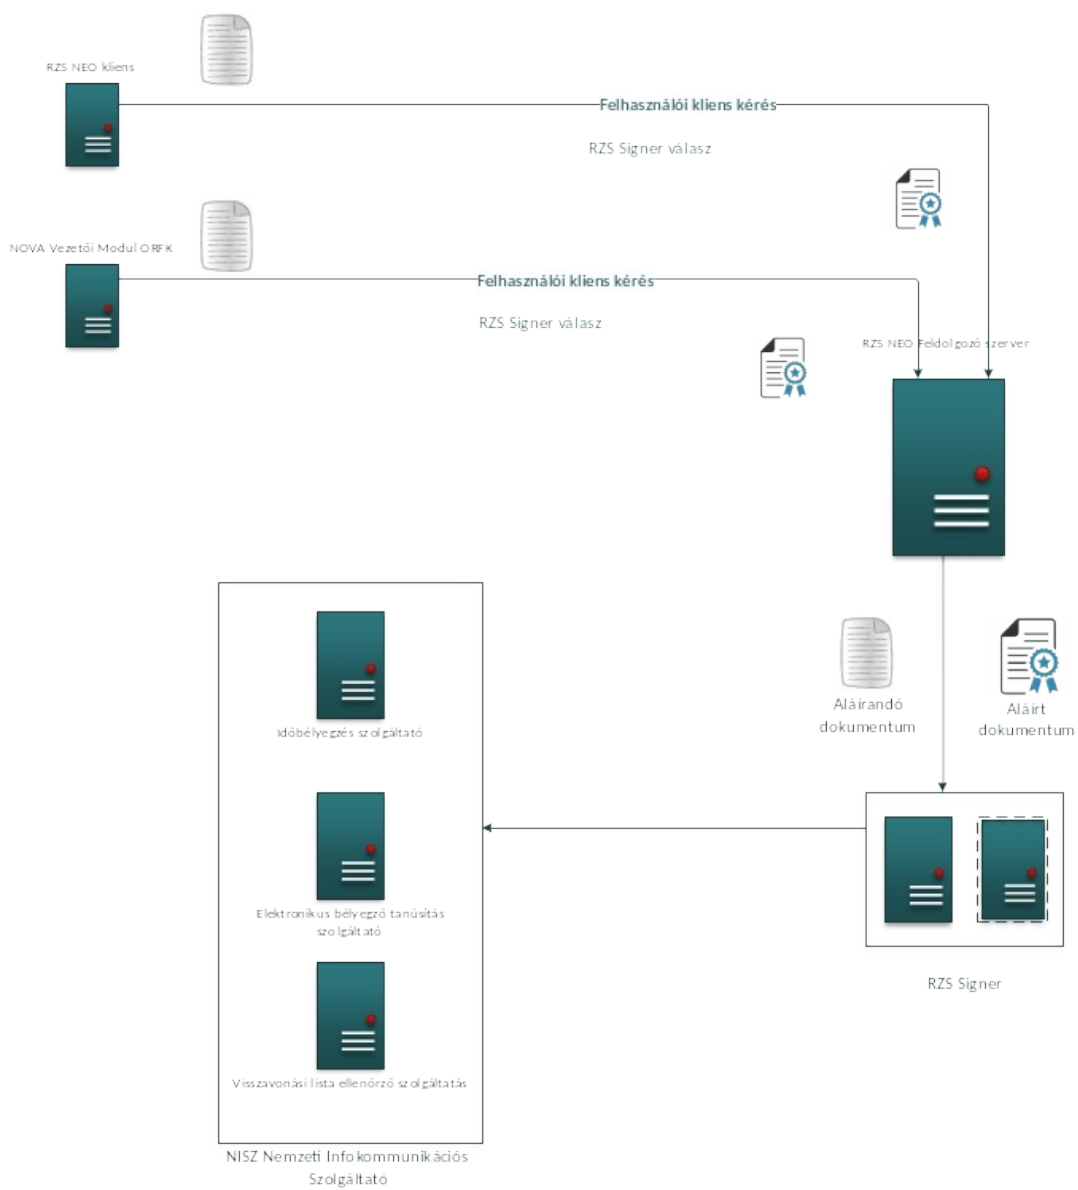 RZS NEO kliens
Felhasználói kliens kérés
RZS Signer válasz
NOVA Vezetői Modul ORFK
Felhasználói kliens kérés
RZS Signer válasz
RZS NEO Feldolgozó szerver
Aláírandó
dokumentum
Aláírt
dokumentum
Időbélyegzés szolgáltató
Elektronikus bélyegző tanúsítás
szolgáltató
Visszavonási lista ellenőrző szolgáltatás
RZS Signer
NISZ Nemzeti Infokommunikációs
Szolgáltató